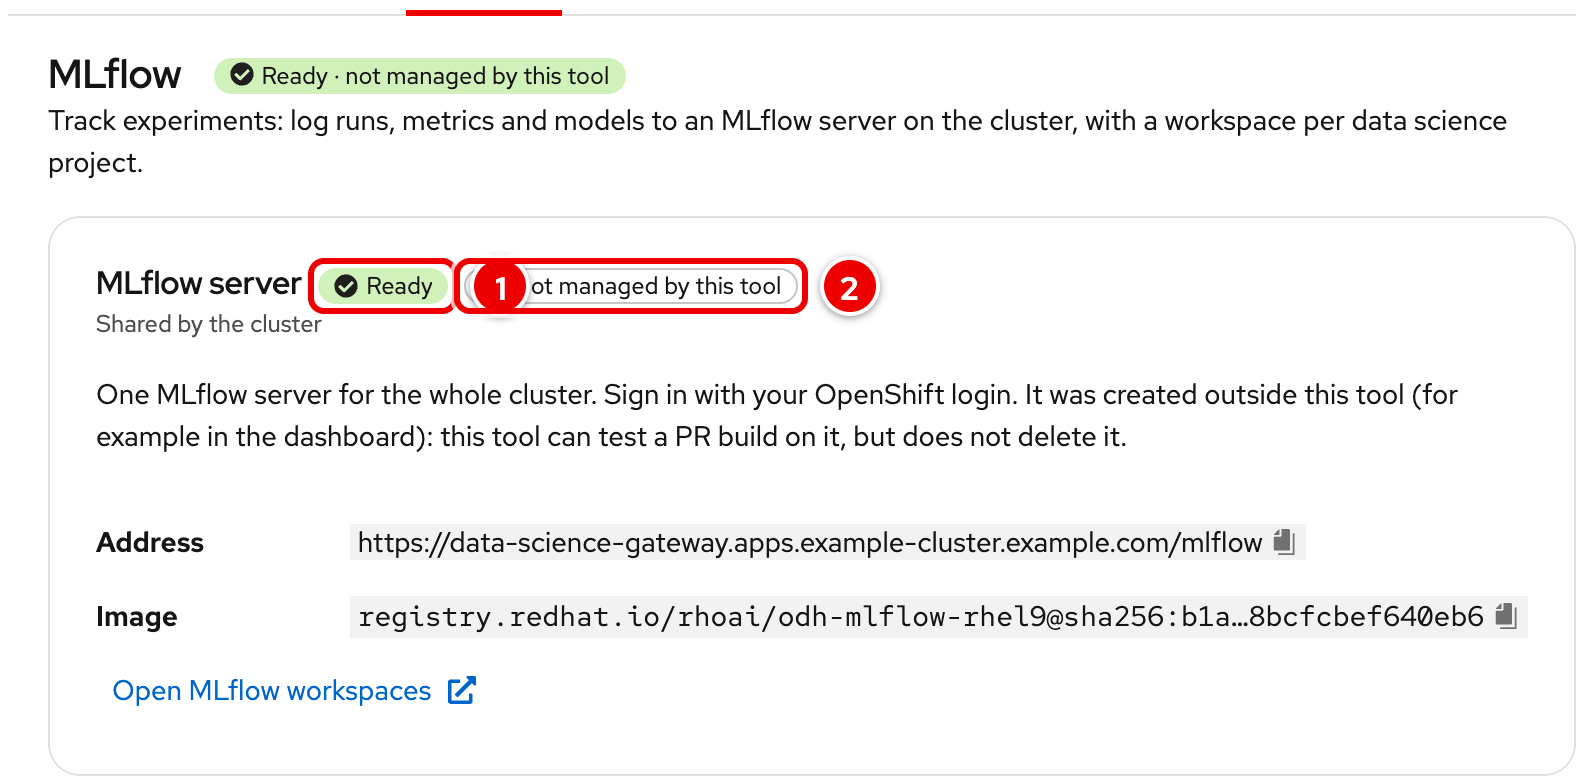 MLflow
Ready · not managed by this tool
Track experiments: log runs, metrics and models to an MLflow server on the cluster, with a workspace per data science
project.
MLflow server
Ready
1
ot managed by this tool
2
Shared by the cluster
One MLflow server for the whole cluster. Sign in with your OpenShift login. It was created outside this tool (for
example in the dashboard): this tool can test a PR build on it, but does not delete it.
Address
https://data-science-gateway.apps.example-cluster.example.com/mlflow
Image
registry.redhat.io/rhoai/odh-mlflow-rhel9@sha256:b1a…8bcfcbef640eb6
Open MLflow workspaces